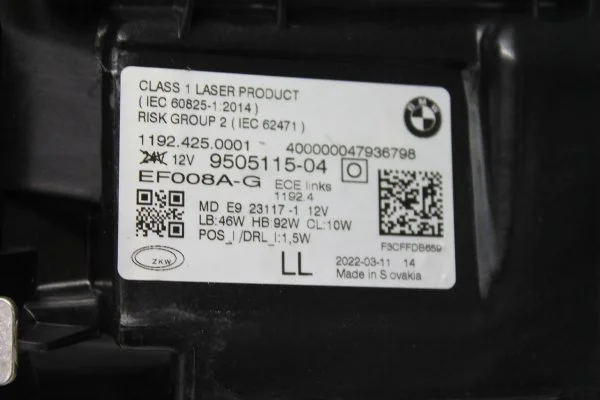 CLASS 1 LASER PRODUCT
( IEC 60825-1:2014 )
RISK GROUP 2 ( IEC 62471 )
BMW
1192.425.0001 400000047936798
24V 12V 9505115-04
EF008A-G ECE links
1192.4
MD E9 23117 -1 12V
LB:46W HB:92W CL:10W
POS_I /DRL_I:1,5W
F3CFFDB659
ZKW
LL
2022-03-11 14
Made in Slovakia